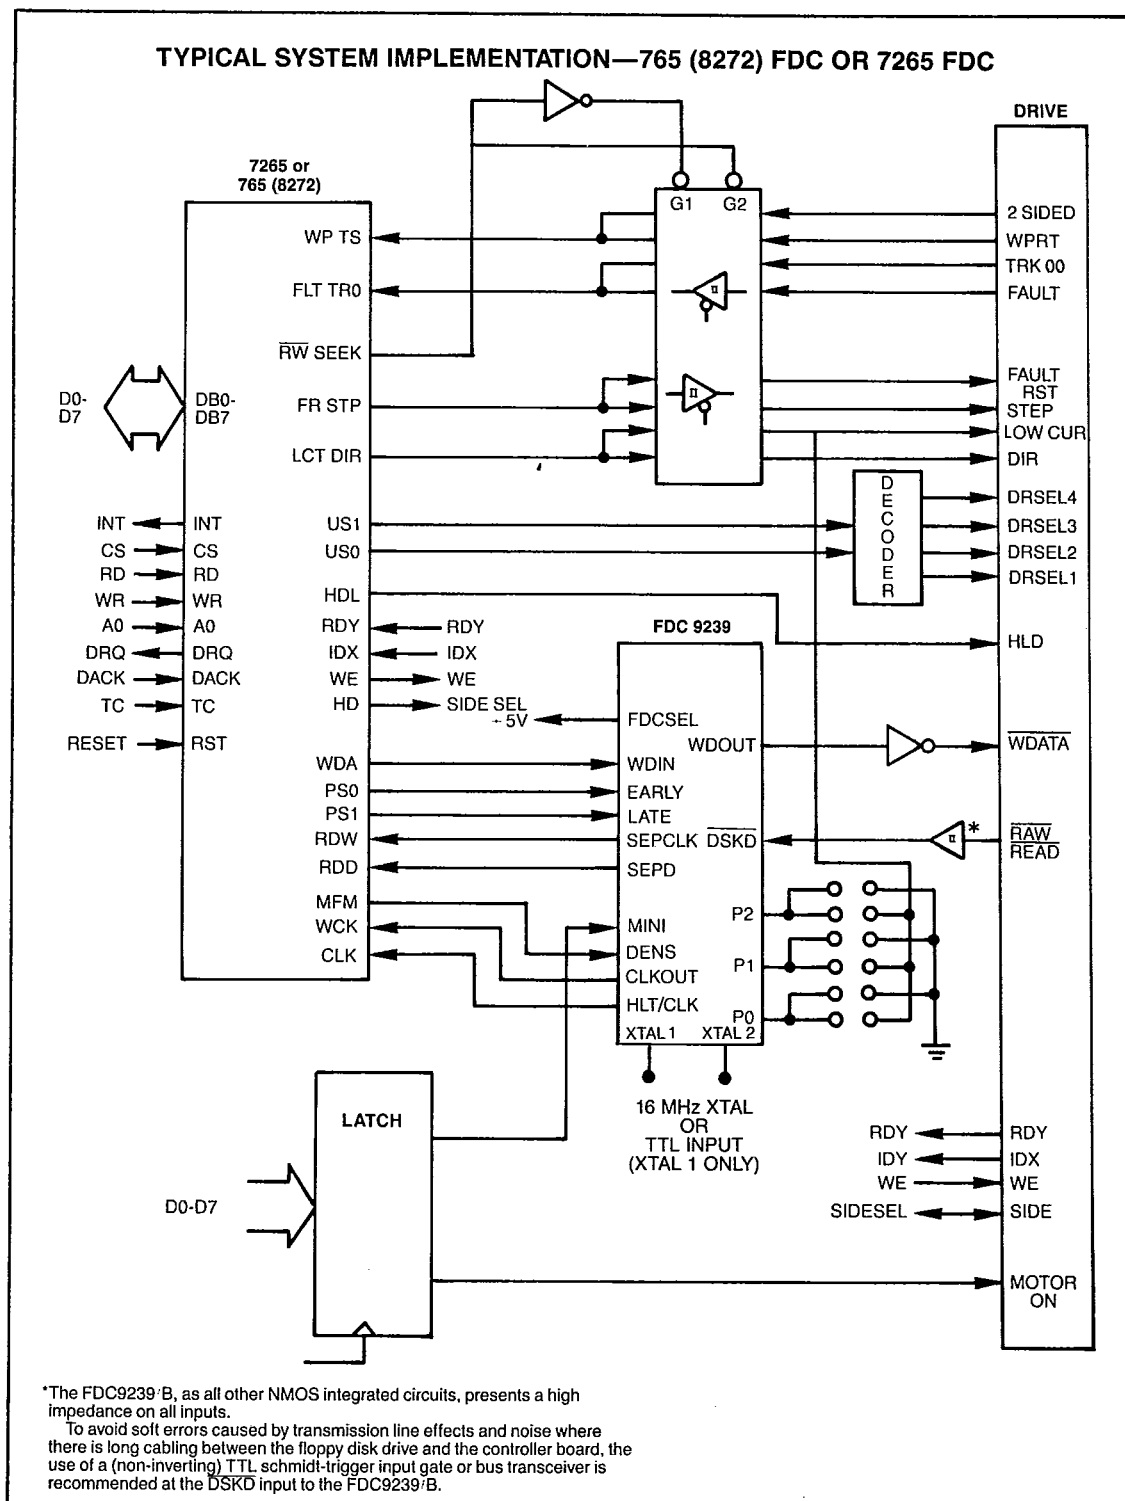 TYPICAL SYSTEM IMPLEMENTATION—765 (8272) FDC OR 7265 FDC
DRIVE
7265 or
765 (8272)
G1 G2
2 SIDED
WP TS
WPRT
TRK 00
FLT TR0
FAULT
RW SEEK
FAULT
RST
D0-
D7
DB0-
DB7
FR STP
STEP
LOW CUR
LCT DIR
DIR
DECODER
DRSEL4
INT INT
US1
DRSEL3
CS CS
US0
DRSEL2
RD RD
DRSEL1
WR WR
HDL
A0 A0
RDY RDY
FDC 9239
HLD
DRQ DRQ
IDX IDX
DACK DACK
WE WE
TC TC
HD SIDE SEL
5V
FDCSEL
RESET RST
WDOUT
WDATA
WDA
WDIN
PS0
EARLY
PS1
LATE
RDW
SEPCLK DSKD
*
RAW
READ
RDD
SEPD
MFM
P2
WCK
MINI
CLK
DENS
P1
CLKOUT
HLT/CLK
P0
XTAL 1 XTAL 2
16 MHz XTAL
OR
TTL INPUT
(XTAL 1 ONLY)
LATCH
RDY RDY
IDY IDX
WE WE
D0-D7
SIDESEL SIDE
MOTOR
ON
*The FDC9239/B, as all other NMOS integrated circuits, presents a high
impedance on all inputs.
To avoid soft errors caused by transmission line effects and noise where
there is long cabling between the floppy disk drive and the controller board, the
use of a (non-inverting) TTL schmidt-trigger input gate or bus transceiver is
recommended at the DSKD input to the FDC9239/B.